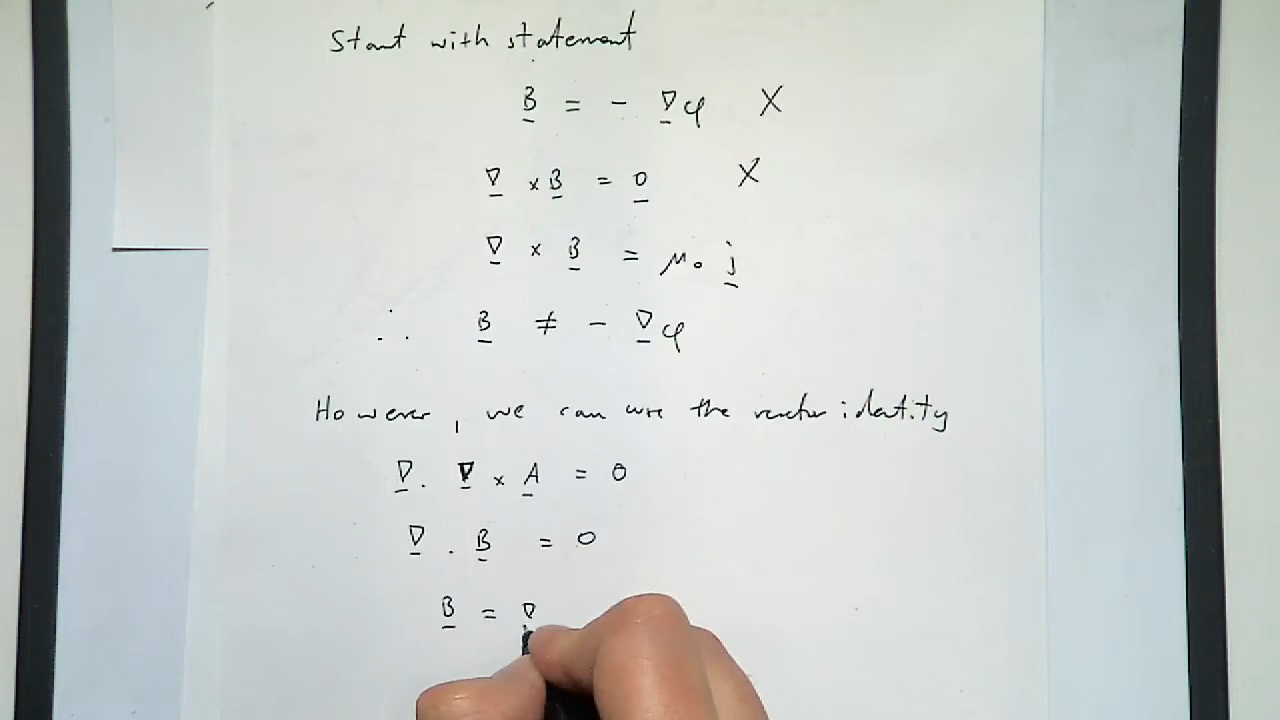 Start with statement
B = - ∇φ X
∇ × B = 0 X
∇ × B = μ₀ j
∴ B ≠ - ∇φ
However, we can use the vector identity
∇ . ∇ × A = 0
∇ . B = 0
B = ∇